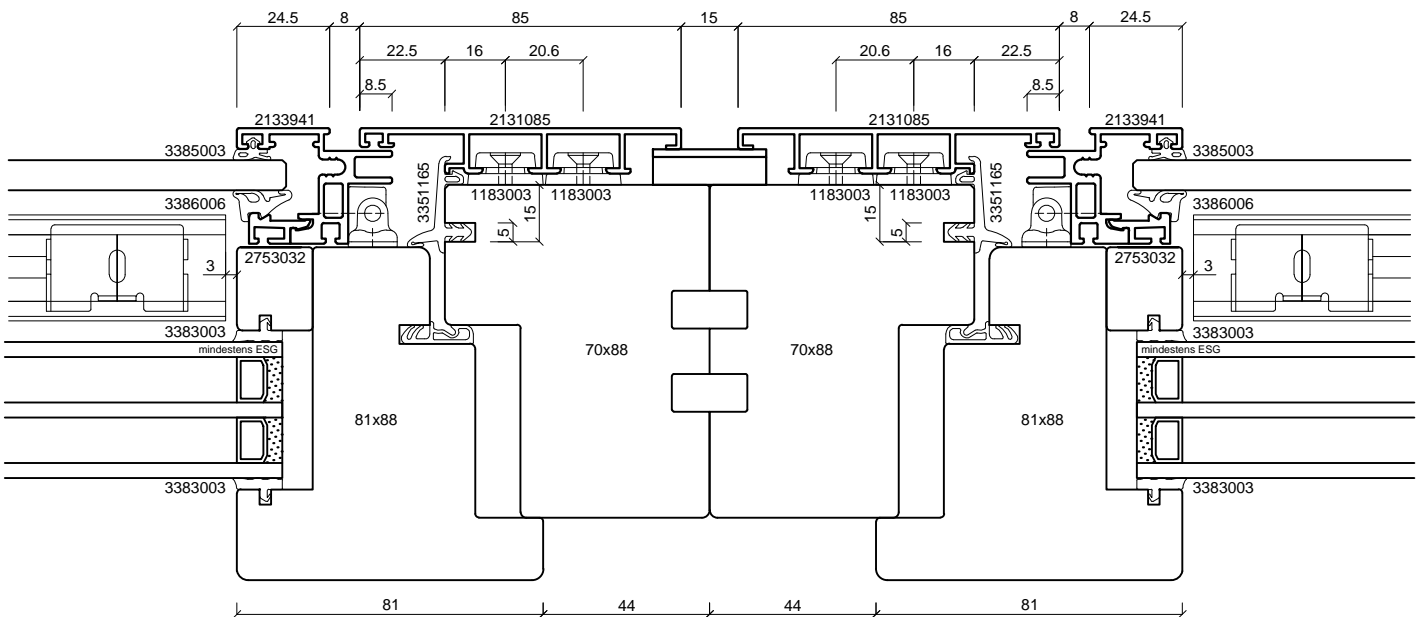 24.5 8 85 15 85 8 24.5
22.5 16 20.6 20.6 16 22.5
8.5 8.5
2133941 2131085 2131085 2133941
3385003 3385003
3351165 3351165
1183003 1183003 1183003 1183003
3386006 3386006
15 15
5 5
2753032 2753032
3 3
3383003 3383003
mindestens ESG mindestens ESG
70x88 70x88
81x88 81x88
3383003 3383003
81 44 44 81